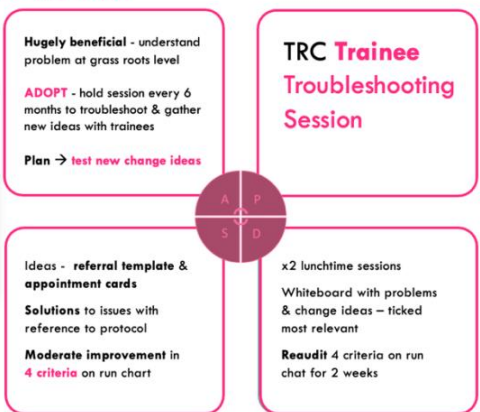 Hugely beneficial - understand
problem at grass roots level
ADOPT - hold session every 6
months to troubleshoot & gather
new ideas with trainees
Plan → test new change ideas
TRC Trainee
Troubleshooting
Session
A P
S D
Ideas - referral template &
appointment cards
Solutions to issues with
reference to protocol
Moderate improvement in
4 criteria on run chart
x2 lunchtime sessions
Whiteboard with problems
& change ideas – ticked
most relevant
Reaudit 4 criteria on run
chat for 2 weeks